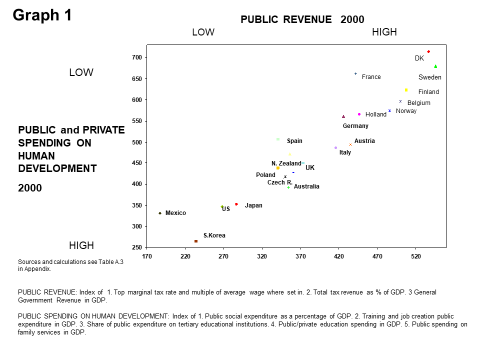 Graph 1
PUBLIC REVENUE 2000
LOW HIGH
LOW
PUBLIC and PRIVATE
SPENDING ON
HUMAN
DEVELOPMENT
2000
HIGH
700
650
600
550
500
450
400
350
300
250
170 220 270 320 370 420 470 520
DK
Sweden
France
Finland
Belgium
Norway
Holland
Germany
Spain
Austria
Italy
N. Zealand
UK
Poland
Czech R.
Australia
US
Japan
Mexico
S.Korea
Sources and calculations see Table A.3
in Appendix.
PUBLIC REVENUE: Index of 1. Top marginal tax rate and multiple of average wage where set in. 2. Total tax revenue as % of GDP. 3 General
Government Revenue in GDP.
PUBLIC SPENDING ON HUMAN DEVELOPMENT: Index of 1. Public social expenditure as a percentage of GDP. 2. Training and job creation public
expenditure in GDP. 3. Share of public expenditure on tertiary educational institutions. 4. Public/private education spending in GDP. 5. Public spending on
family services in GDP.